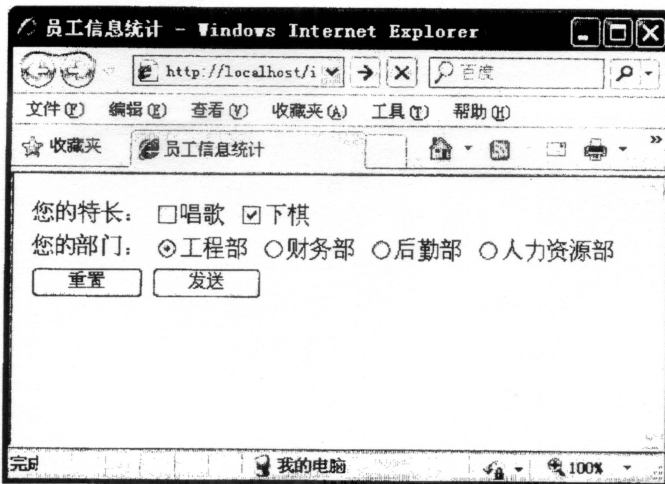 员工信息统计 - Windows Internet Explorer
http://localhost/i 百度
文件(F) 编辑(E) 查看(V) 收藏夹(A) 工具(T) 帮助(H)
收藏夹 员工信息统计 »
您的特长： 唱歌 下棋
您的部门： 工程部 财务部 后勤部 人力资源部
重置 发送
我的电脑 100%